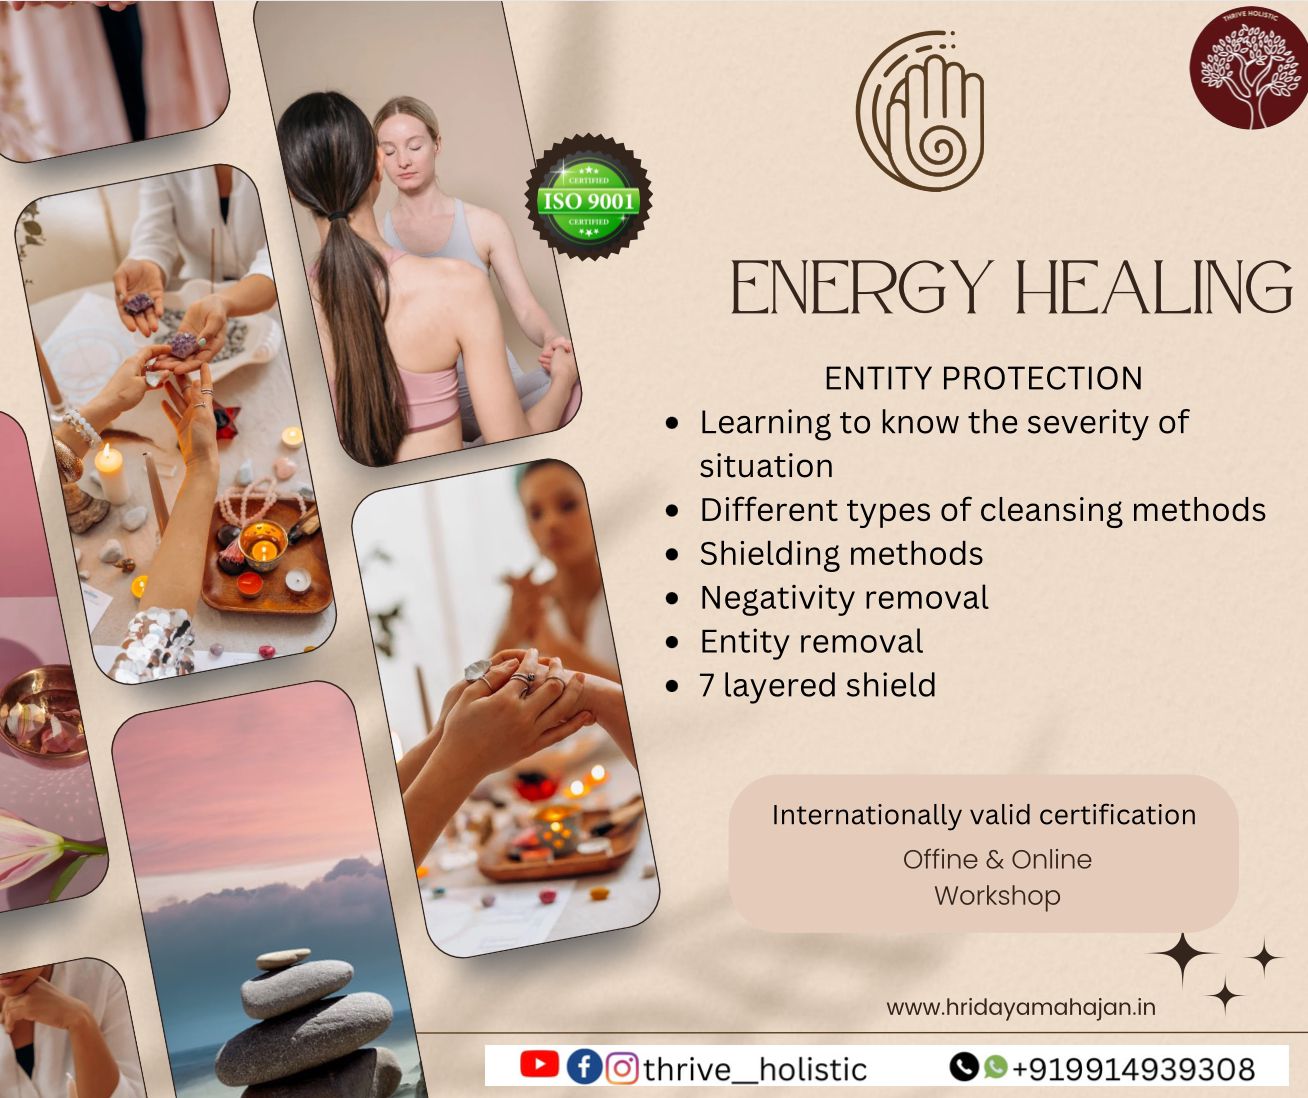 THRIVE HOLISTIC
CERTIFIED
ISO 9001
CERTIFIED
ENERGY HEALING
ENTITY PROTECTION
• Learning to know the severity of
situation
• Different types of cleansing methods
• Shielding methods
• Negativity removal
• Entity removal
• 7 layered shield
Internationally valid certification
Offine & Online
Workshop
www.hridayamahajan.in
thrive__holistic
+919914939308